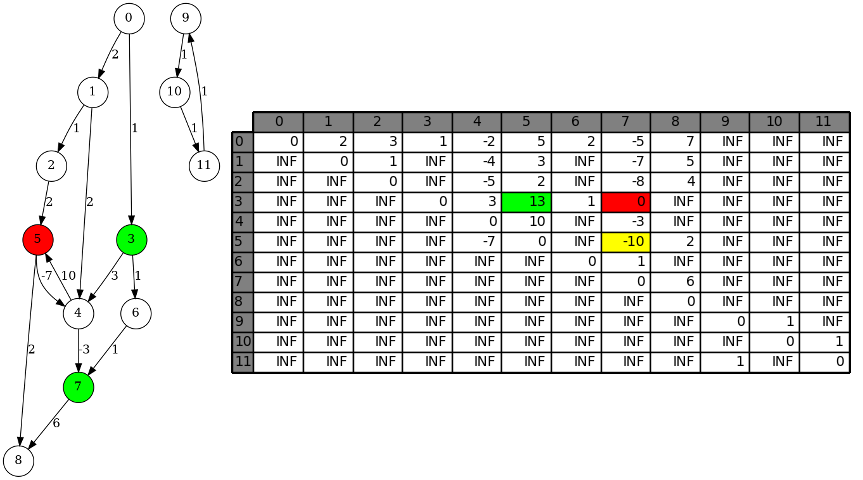 0
9
2
1
1
10
1
1
1
1
2
11
2
2
5
3
-7
10
3
1
4
6
2
-3
1
7
6
8
0 1 2 3 4 5 6 7 8 9 10 11
0 0 2 3 1 -2 5 2 -5 7 INF INF INF
1 INF 0 1 INF -4 3 INF -7 5 INF INF INF
2 INF INF 0 INF -5 2 INF -8 4 INF INF INF
3 INF INF INF 0 3 13 1 0 INF INF INF INF
4 INF INF INF INF 0 10 INF -3 INF INF INF INF
5 INF INF INF INF -7 0 INF -10 2 INF INF INF
6 INF INF INF INF INF INF 0 1 INF INF INF INF
7 INF INF INF INF INF INF INF 0 6 INF INF INF
8 INF INF INF INF INF INF INF INF 0 INF INF INF
9 INF INF INF INF INF INF INF INF INF 0 1 INF
10 INF INF INF INF INF INF INF INF INF INF 0 1
11 INF INF INF INF INF INF INF INF INF 1 INF 0